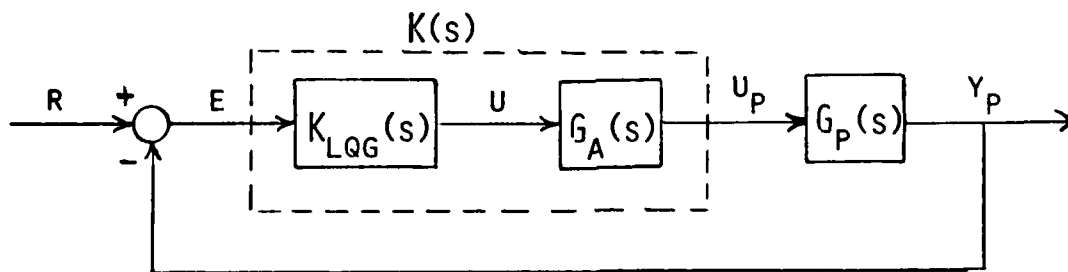 K(s)
R
+
-
E
K_LQG(s)
U
G_A(s)
U_P
G_P(s)
Y_P